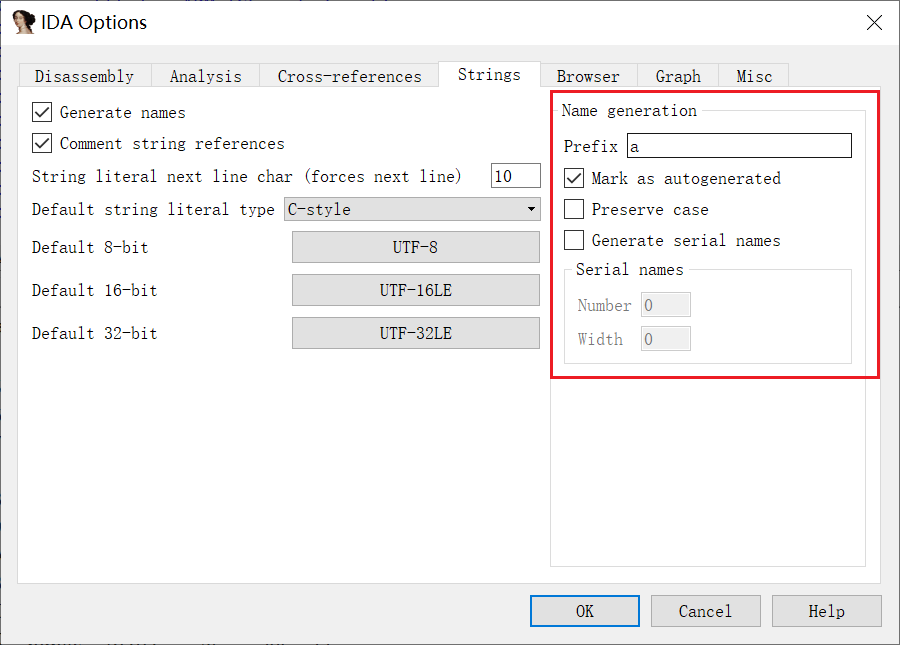 IDA Options
Disassembly Analysis Cross-references Strings Browser Graph Misc
Generate names
Comment string references
String literal next line char (forces next line) 10
Default string literal type C-style
Default 8-bit UTF-8
Default 16-bit UTF-16LE
Default 32-bit UTF-32LE
Name generation
Prefix a
Mark as autogenerated
Preserve case
Generate serial names
Serial names
Number 0
Width 0
OK Cancel Help